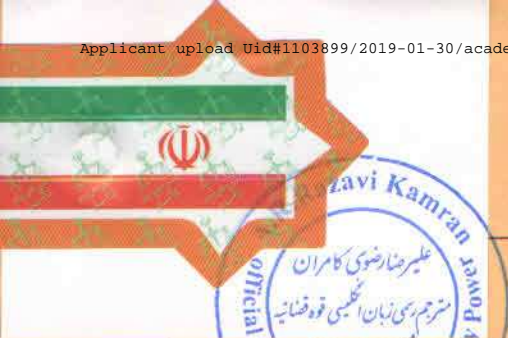 Applicant upload Uid#1103899/2019-01-30/acade
Razavi Kamran
official
Power
علیرضا رضوی کامران
مترجم رسمی زبان انگلیسی قوه قضائیه